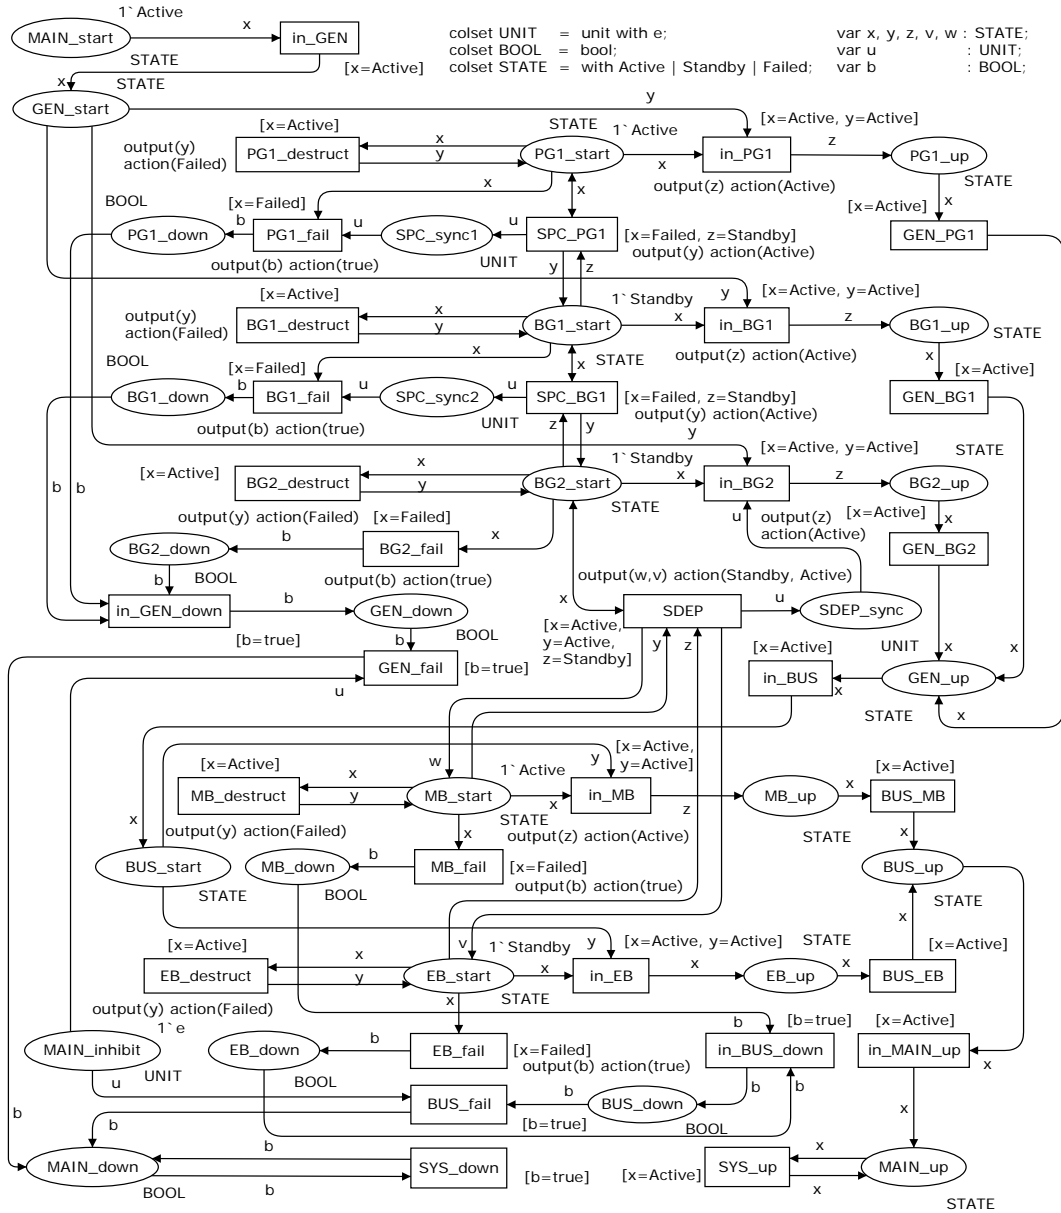 1`Active
MAIN_start
x
in_GEN
colset UNIT = unit with e;
var x, y, z, v, w : STATE;
colset BOOL = bool;
var u : UNIT;
colset STATE = with Active | Standby | Failed;
var b : BOOL;
STATE
[x=Active]
x
STATE
GEN_start
y
[x=Active]
STATE
1`Active
[x=Active, y=Active]
output(y)
action(Failed)
PG1_destruct
x
y
PG1_start
x
in_PG1
z
PG1_up
STATE
output(z) action(Active)
x
x
BOOL
[x=Failed]
[x=Active]
x
PG1_down
b
PG1_fail
u
SPC_sync1
u
SPC_PG1
[x=Failed, z=Standby]
output(y) action(Active)
GEN_PG1
output(b) action(true)
UNIT
y
z
[x=Active]
1`Standby
y
[x=Active, y=Active]
output(y)
action(Failed)
BG1_destruct
x
y
BG1_start
x
in_BG1
z
BG1_up
STATE
output(z) action(Active)
BOOL
[x=Failed]
x
STATE
x
x
[x=Active]
BG1_down
b
BG1_fail
u
SPC_sync2
u
SPC_BG1
[x=Failed, z=Standby]
output(y) action(Active)
GEN_BG1
output(b) action(true)
UNIT
z
y
y
[x=Active]
1`Standby
[x=Active, y=Active]
STATE
BG2_destruct
x
y
BG2_start
x
in_BG2
z
BG2_up
STATE
b
b
output(y) action(Failed)
[x=Failed]
u
output(z)
action(Active)
[x=Active]
x
BG2_down
b
BG2_fail
x
GEN_BG2
b
BOOL
output(b) action(true)
output(w,v) action(Standby, Active)
in_GEN_down
b
GEN_down
x
SDEP
u
SDEP_sync
BOOL
[x=Active,
y=Active,
z=Standby]
y
z
[b=true]
b
[x=Active]
UNIT
x
x
GEN_fail
[b=true]
in_BUS
x
GEN_up
u
STATE
x
[x=Active]
w
1`Active
y
[x=Active,
y=Active]
[x=Active]
MB_destruct
x
y
MB_start
x
in_MB
z
MB_up
x
BUS_MB
STATE
x
output(y) action(Failed)
x
output(z) action(Active)
STATE
x
BUS_start
MB_down
b
MB_fail
[x=Failed]
output(b) action(true)
BUS_up
STATE
BOOL
STATE
x
[x=Active]
v
1`Standby
y
[x=Active, y=Active]
STATE
[x=Active]
EB_destruct
x
y
EB_start
x
in_EB
x
EB_up
x
BUS_EB
STATE
output(y) action(Failed)
x
1`e
b
[b=true]
[x=Active]
MAIN_inhibit
EB_down
b
EB_fail
[x=Failed]
output(b) action(true)
in_BUS_down
in_MAIN_up
x
UNIT
BOOL
u
b
b
BUS_fail
b
BUS_down
x
b
b
[b=true]
BOOL
MAIN_down
b
SYS_down
SYS_up
x
MAIN_up
BOOL
b
[b=true]
[x=Active]
x
STATE